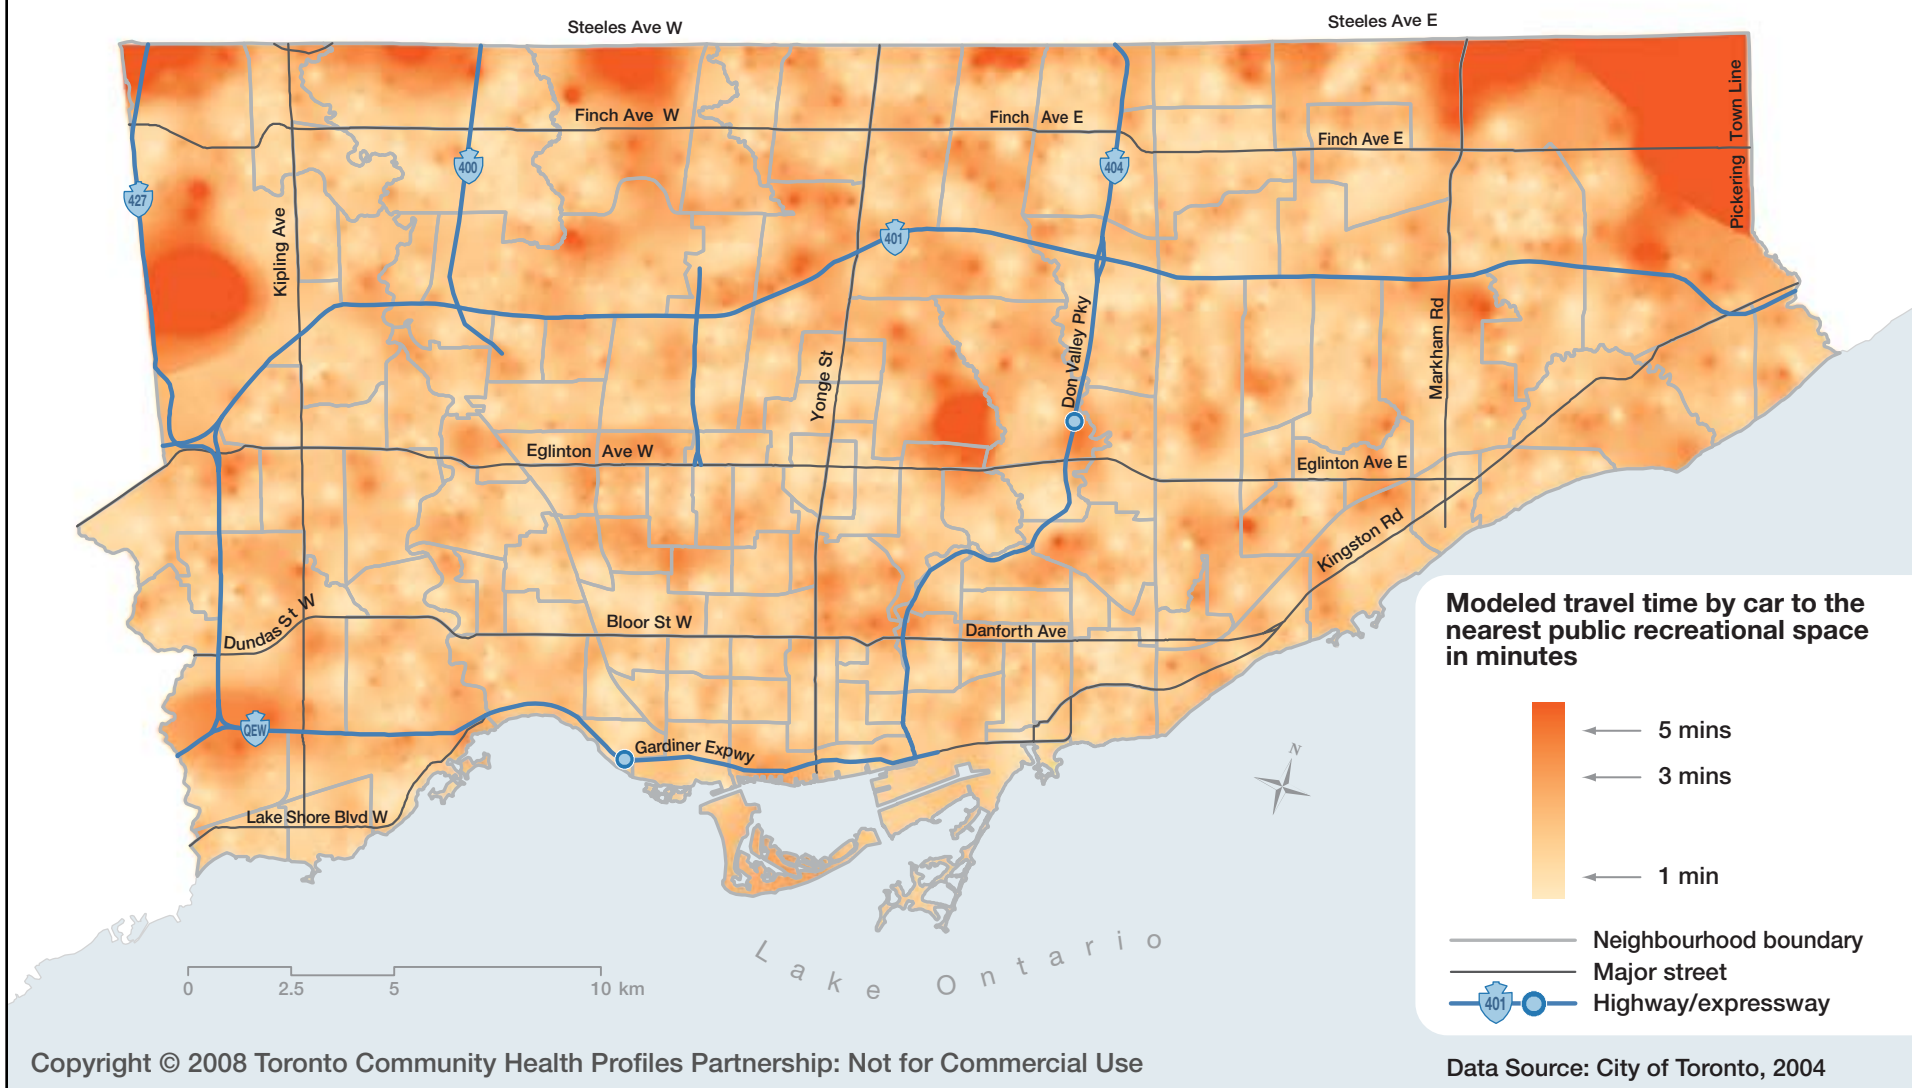 Steeles Ave W
Steeles Ave E
Finch Ave W
Finch Ave E
Finch Ave E
Pickering Town Line
427
400
404
401
Kipling Ave
Yonge St
Don Valley Pky
Markham Rd
Eglinton Ave W
Eglinton Ave E
Kingston Rd
Dundas St W
Bloor St W
Danforth Ave
QEW
Gardiner Expwy
Lake Shore Blvd W
N
Lake Ontario
0 2.5 5 10 km
Modeled travel time by car to the
nearest public recreational space
in minutes
5 mins
3 mins
1 min
Neighbourhood boundary
Major street
401 Highway/expressway
Copyright © 2008 Toronto Community Health Profiles Partnership: Not for Commercial Use
Data Source: City of Toronto, 2004